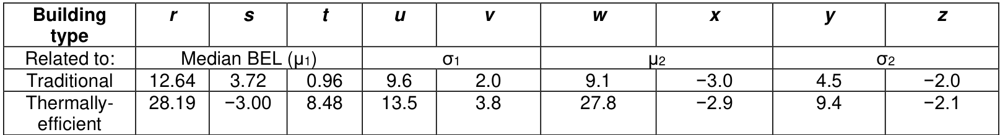 Building type r s t u v w x y z
Related to: Median BEL (μ1) σ1 μ2 σ2
Traditional 12.64 3.72 0.96 9.6 2.0 9.1 −3.0 4.5 −2.0
Thermally-efficient 28.19 −3.00 8.48 13.5 3.8 27.8 −2.9 9.4 −2.1